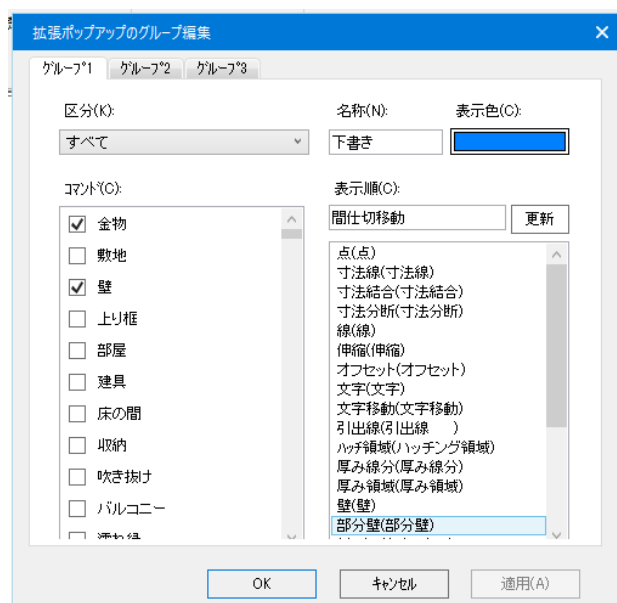 拡張ポップアップのグループ編集
ｸﾞﾙｰﾌﾟ1 ｸﾞﾙｰﾌﾟ2 ｸﾞﾙｰﾌﾟ3
区分(K):
すべて
名称(N):
下書き
表示色(C):
ｺﾏﾝﾄﾞ(C):
金物
敷地
壁
上り框
部屋
建具
床の間
収納
吹き抜け
バルコニー
濡れ縁
表示順(C):
間仕切移動
更新
点(点)
寸法線(寸法線)
寸法結合(寸法結合)
寸法分断(寸法分断)
線(線)
伸縮(伸縮)
オフセット(オフセット)
文字(文字)
文字移動(文字移動)
引出線(引出線　　)
ﾊｯﾁ領域(ハッチング領域)
厚み線分(厚み線分)
厚み領域(厚み領域)
壁(壁)
部分壁(部分壁)
OK
ｷｬﾝｾﾙ
適用(A)